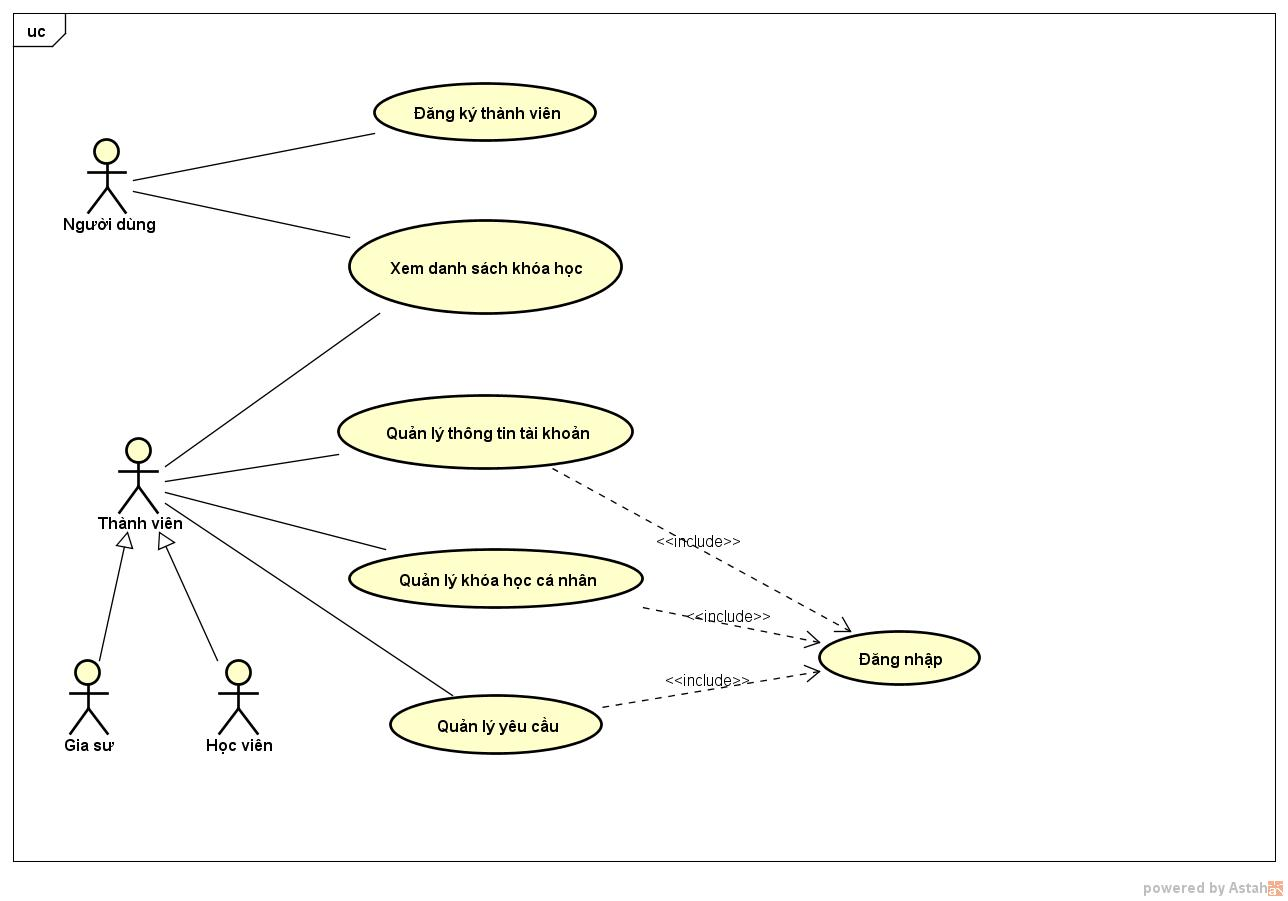 uc
Đăng ký thành viên
Người dùng
Xem danh sách khóa học
Quản lý thông tin tài khoản
Thành viên
<<include>>
Quản lý khóa học cá nhân
<<include>>
Đăng nhập
<<include>>
Quản lý yêu cầu
Gia sư
Học viên
powered by Astah